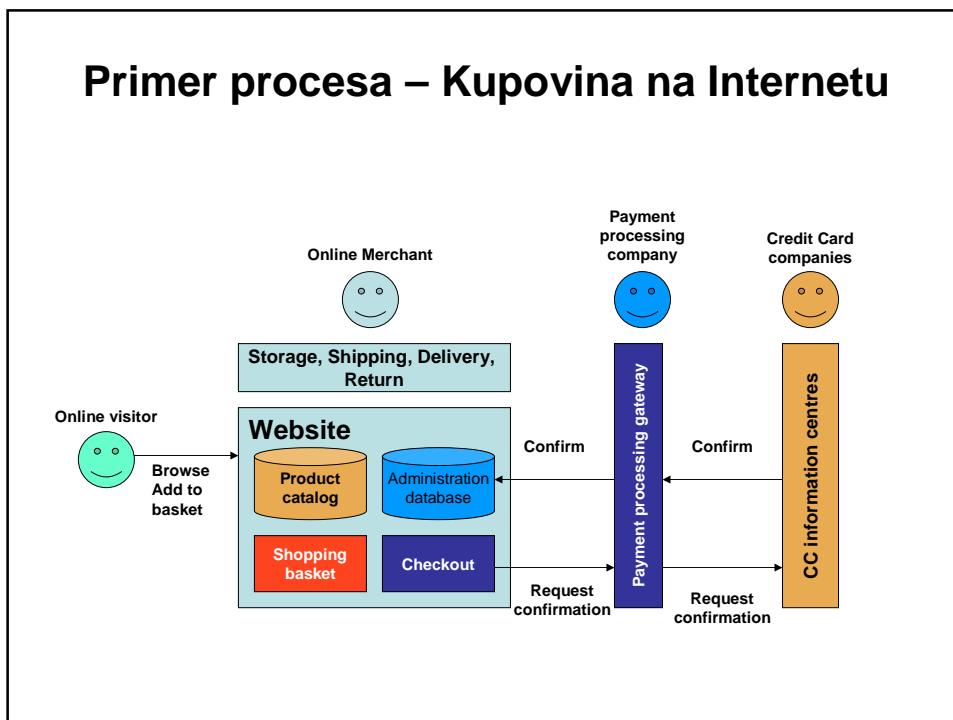 Primer procesa – Kupovina na Internetu
Online Merchant
Payment
processing
company
Credit Card
companies
Storage, Shipping, Delivery,
Return
Online visitor
Browse
Add to
basket
Website
Product
catalog
Administration
database
Shopping
basket
Checkout
Confirm
Request
confirmation
Payment processing gateway
Confirm
Request
confirmation
CC information centres